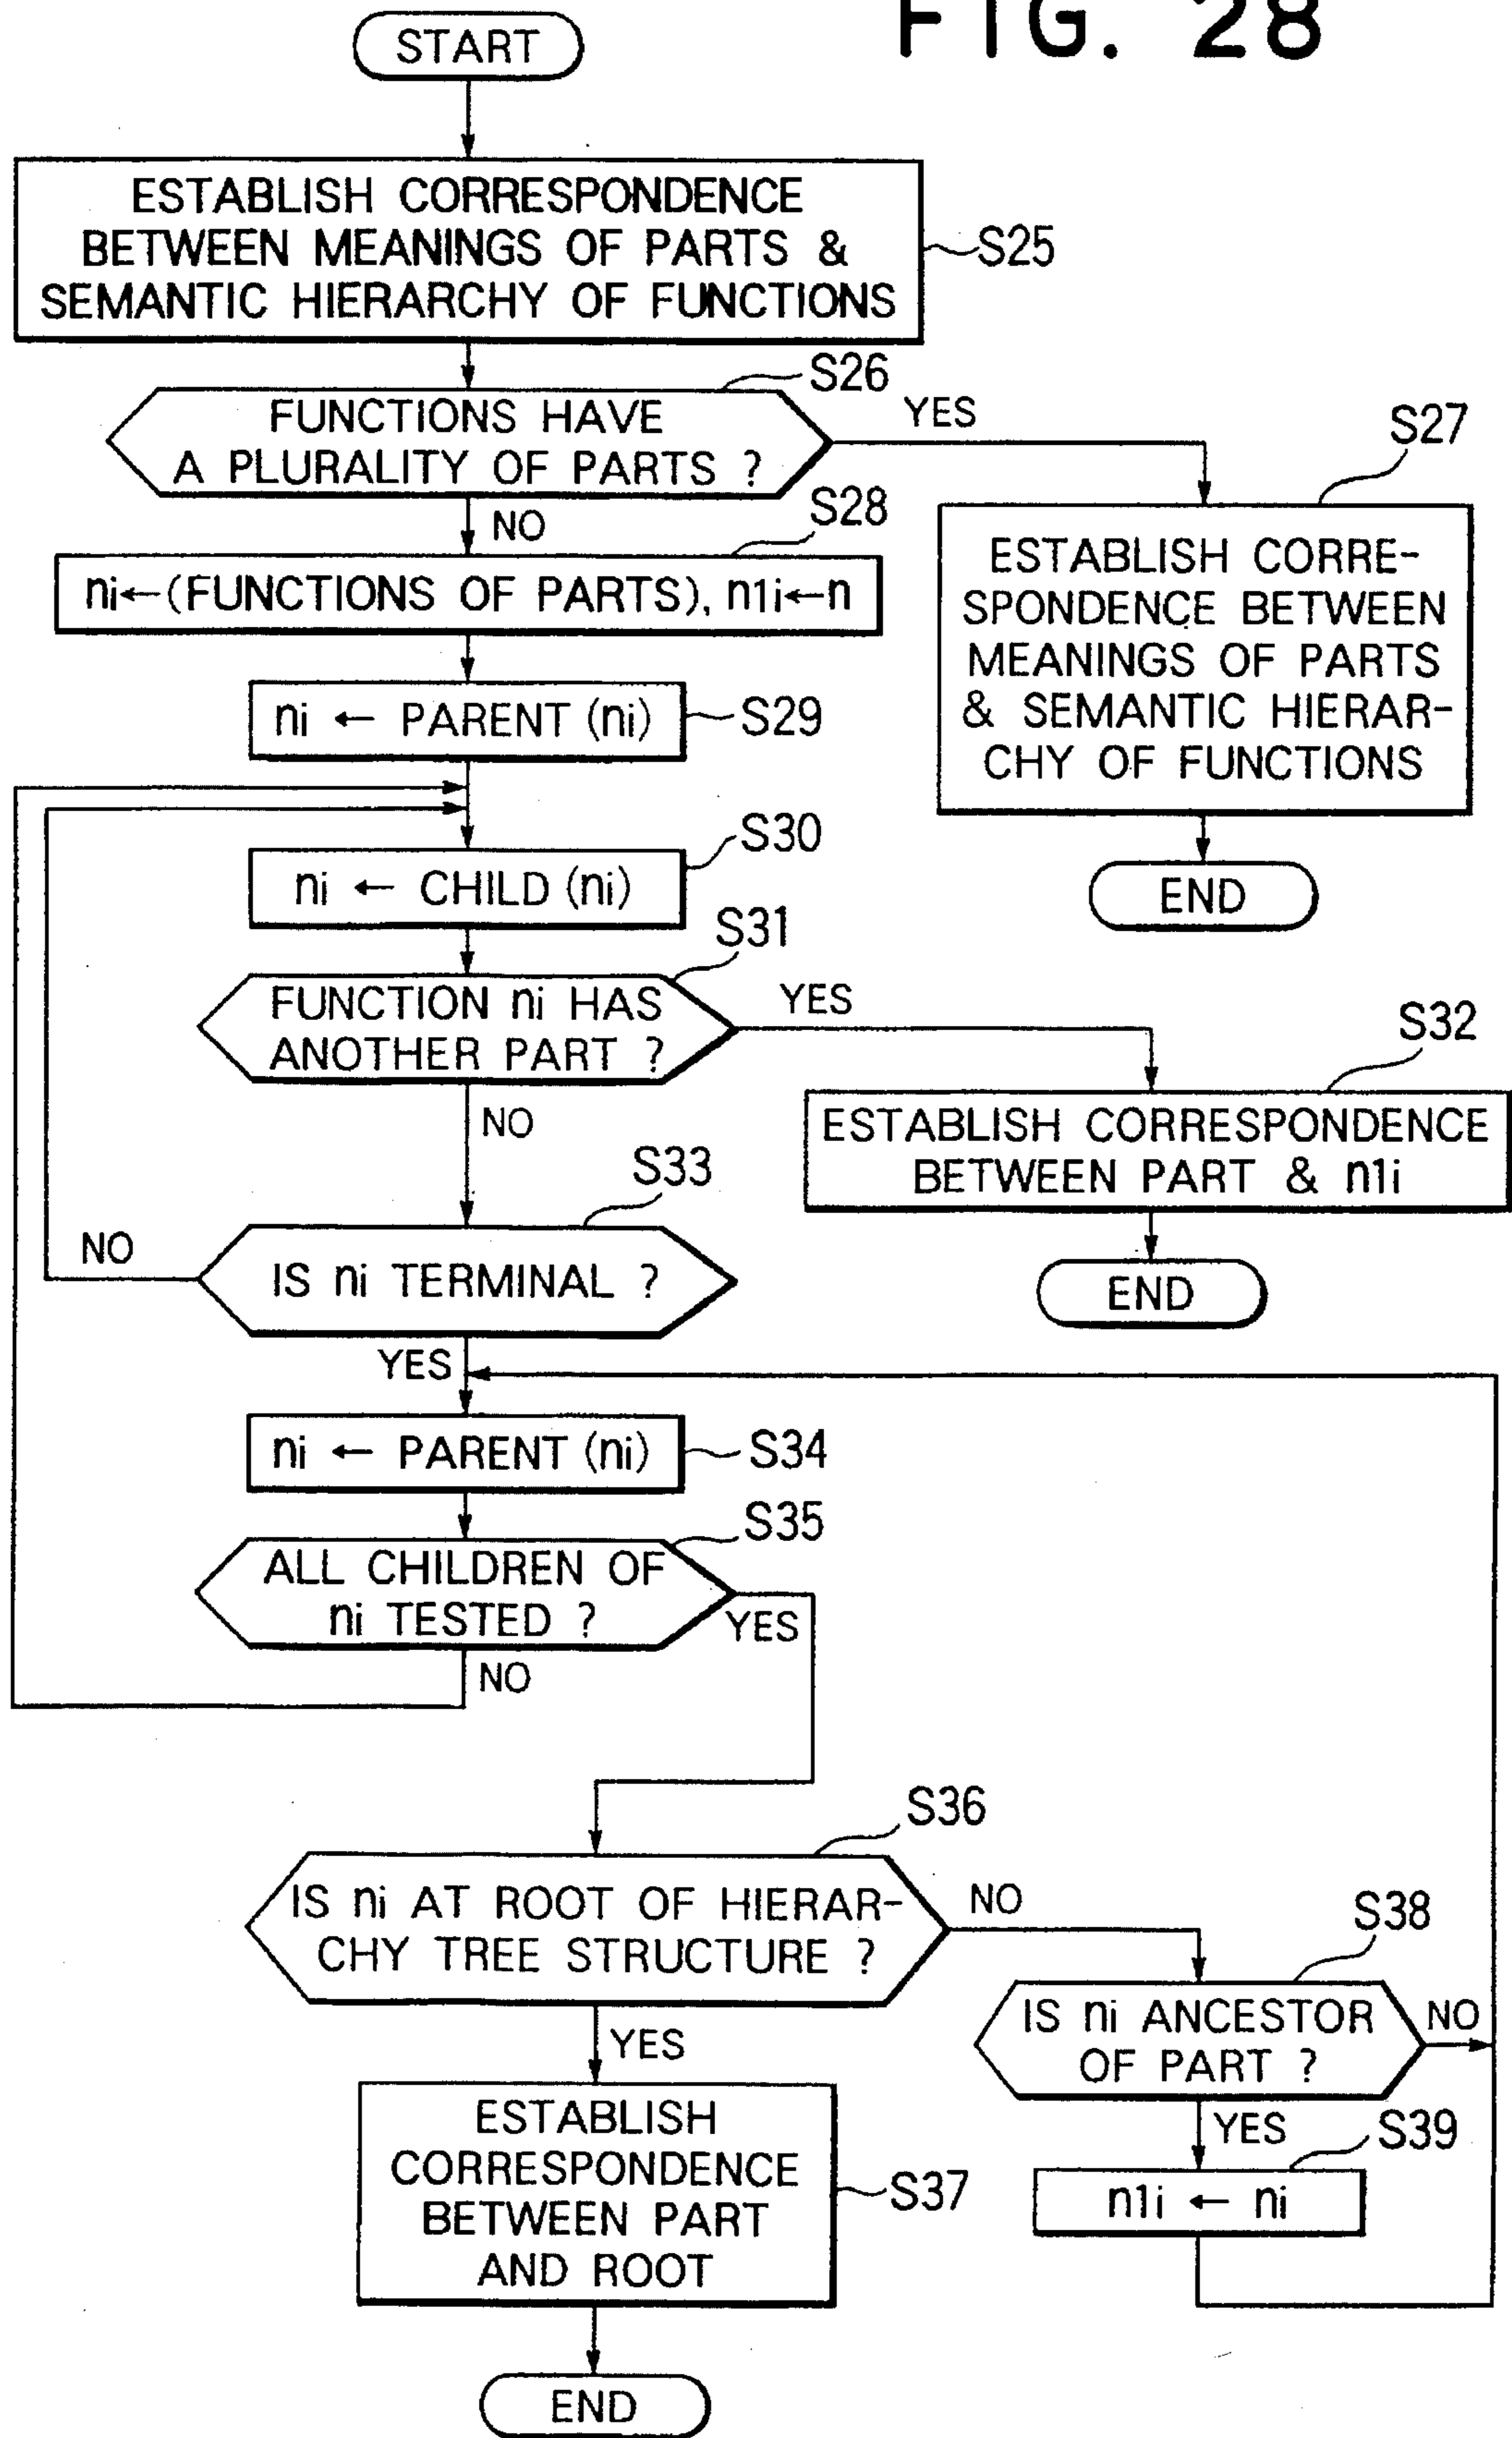 FIG. 28
START
ESTABLISH CORRESPONDENCE
BETWEEN MEANINGS OF PARTS &
SEMANTIC HIERARCHY OF FUNCTIONS
S25
S26
FUNCTIONS HAVE
A PLURALITY OF PARTS ?
YES
NO
S27
ESTABLISH CORRE-
SPONDENCE BETWEEN
MEANINGS OF PARTS
& SEMANTIC HIERAR-
CHY OF FUNCTIONS
END
S28
ni←(FUNCTIONS OF PARTS), n1i←n
ni ← PARENT (ni)
S29
S30
ni ← CHILD (ni)
S31
FUNCTION ni HAS
ANOTHER PART ?
YES
NO
S32
ESTABLISH CORRESPONDENCE
BETWEEN PART & n1i
END
S33
NO
IS ni TERMINAL ?
YES
ni ← PARENT (ni)
S34
S35
ALL CHILDREN OF
ni TESTED ?
YES
NO
S36
IS ni AT ROOT OF HIERAR-
CHY TREE STRUCTURE ?
NO
YES
S38
IS ni ANCESTOR
OF PART ?
NO
YES
S39
n1i ← ni
ESTABLISH
CORRESPONDENCE
BETWEEN PART
AND ROOT
S37
END